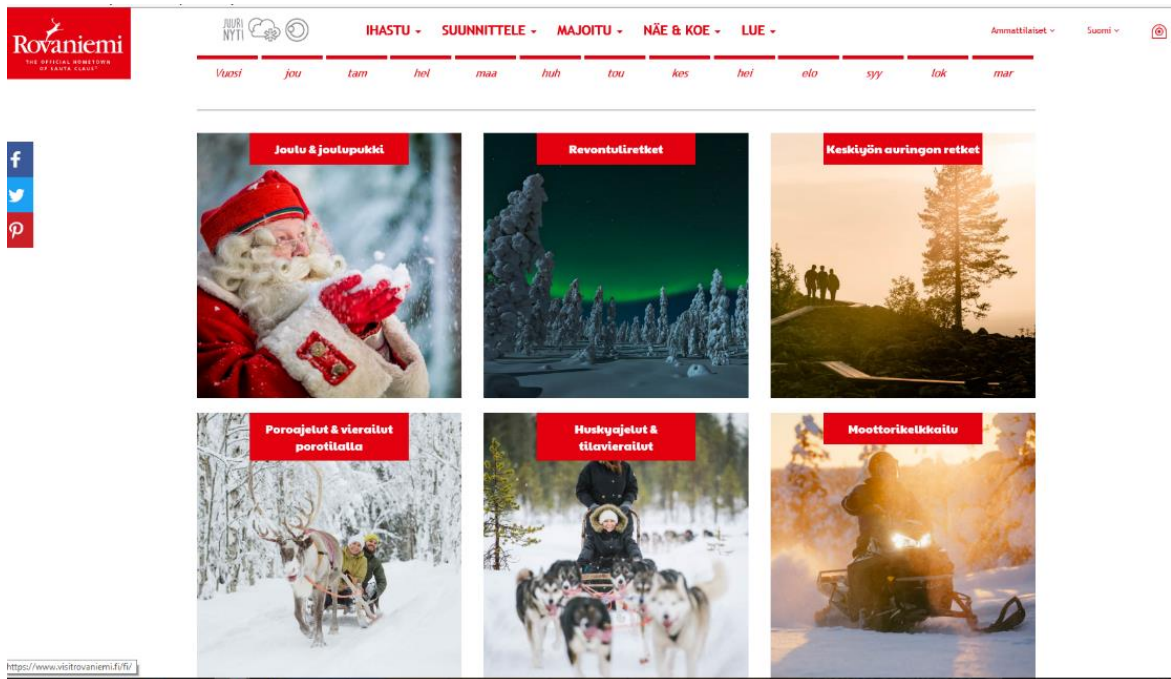 Rovaniemi
THE OFFICIAL HOMETOWN
OF SANTA CLAUS®
JUURI
NYT!
IHASTU
SUUNNITTELE
MAJOITU
NÄE & KOE
LUE
Ammattilaiset
Suomi
Vuosi jou tam hel maa huh tou kes hei elo syy lok mar
Joulu & joulupukki
Revontuliretket
Keskiyön auringon retket
Poroajelut & vierailut
porotilalla
Huskyajelut &
tilavierailut
Moottorikelkkailu
https://www.visitrovaniemi.fi/fi/